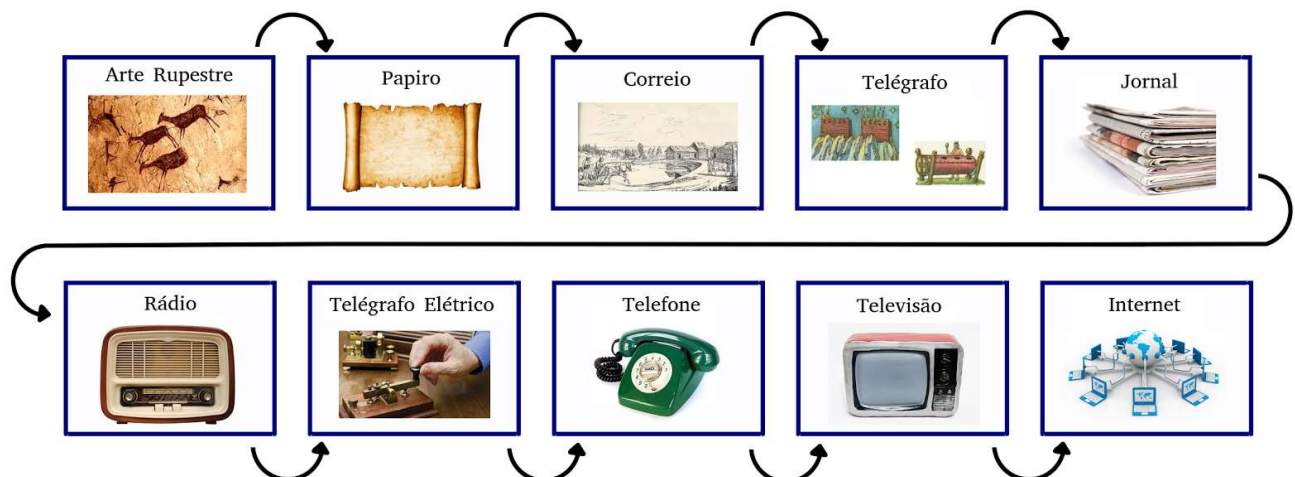 Arte Rupestre
Papiro
Correio
Telégrafo
Jornal
Rádio
Telégrafo Elétrico
Telefone
Televisão
Internet